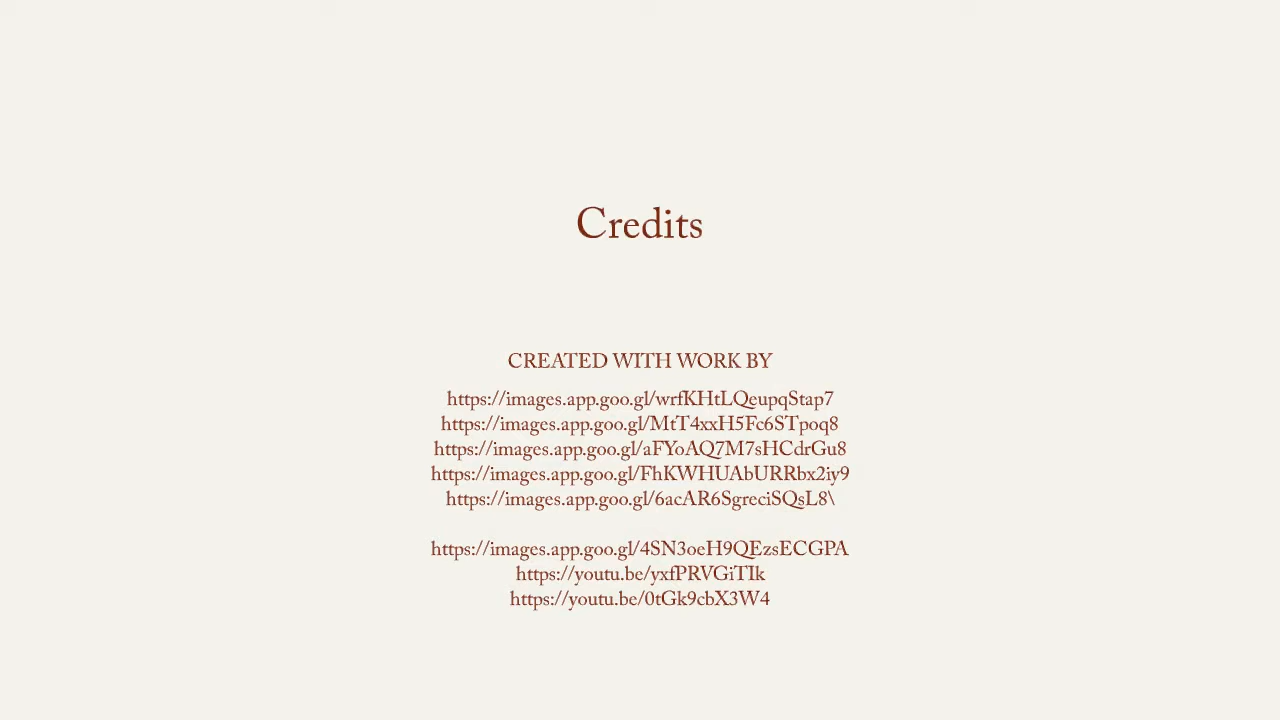 Credits
CREATED WITH WORK BY
https://images.app.goo.gl/wrfKHtLQeupqStap7
https://images.app.goo.gl/MtT4xxH5Fc6STpoq8
https://images.app.goo.gl/aFYoAQ7M7sHCdrGu8
https://images.app.goo.gl/FhKWHUAbURRbx2iy9
https://images.app.goo.gl/6acAR6SgreciSQsL8\
https://images.app.goo.gl/4SN3oeH9QEzsECGPA
https://youtu.be/yxfPRVGiTIk
https://youtu.be/0tGk9cbX3W4